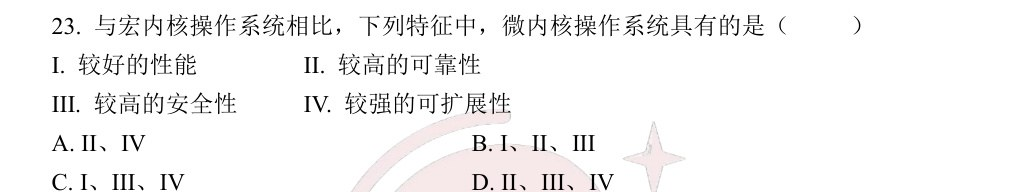 23. 与宏内核操作系统相比，下列特征中，微内核操作系统具有的是（  ）
I. 较好的性能 II. 较高的可靠性
III. 较高的安全性 IV. 较强的可扩展性
A. II、IV B. I、II、III
C. I、III、IV D. II、III、IV